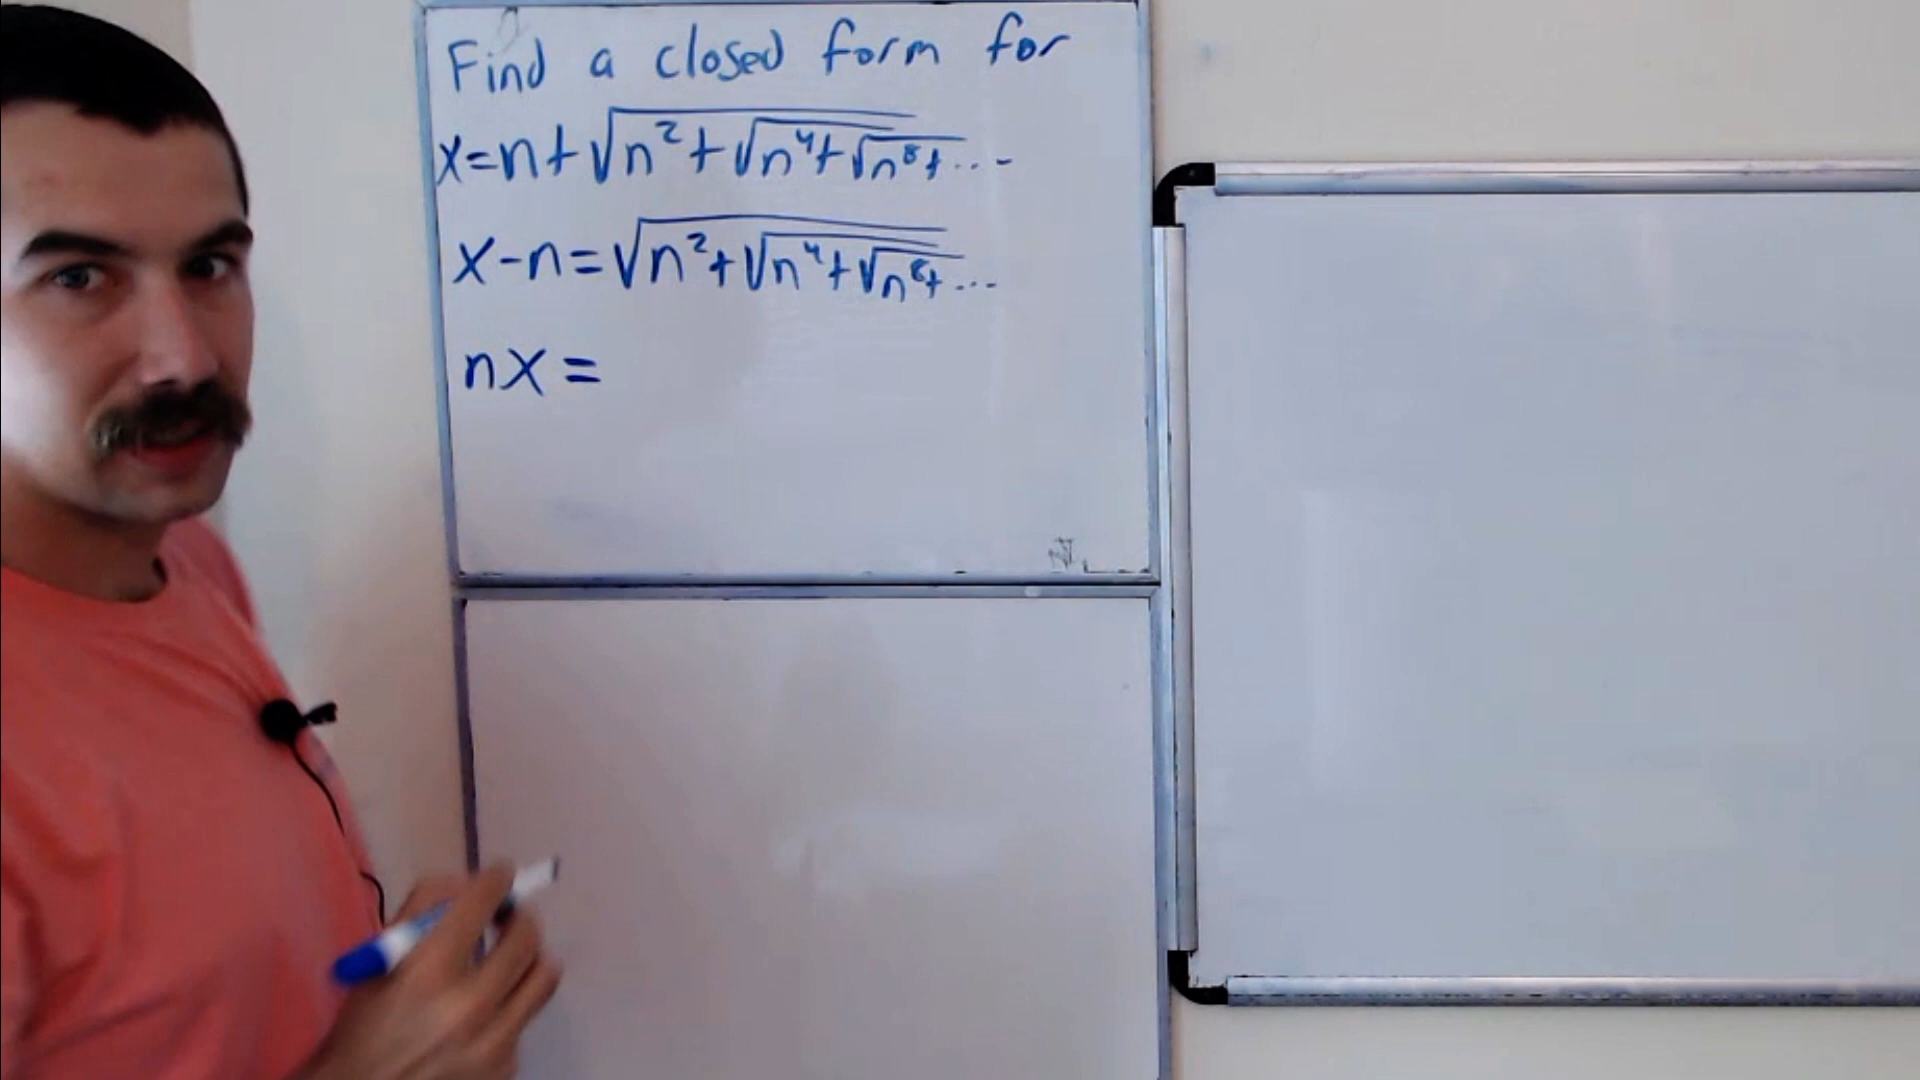 Find a closed form for
x=n+√(n²+√(n⁴+√(n⁸+...
x-n=√(n²+√(n⁴+√(n⁸+...
nx=